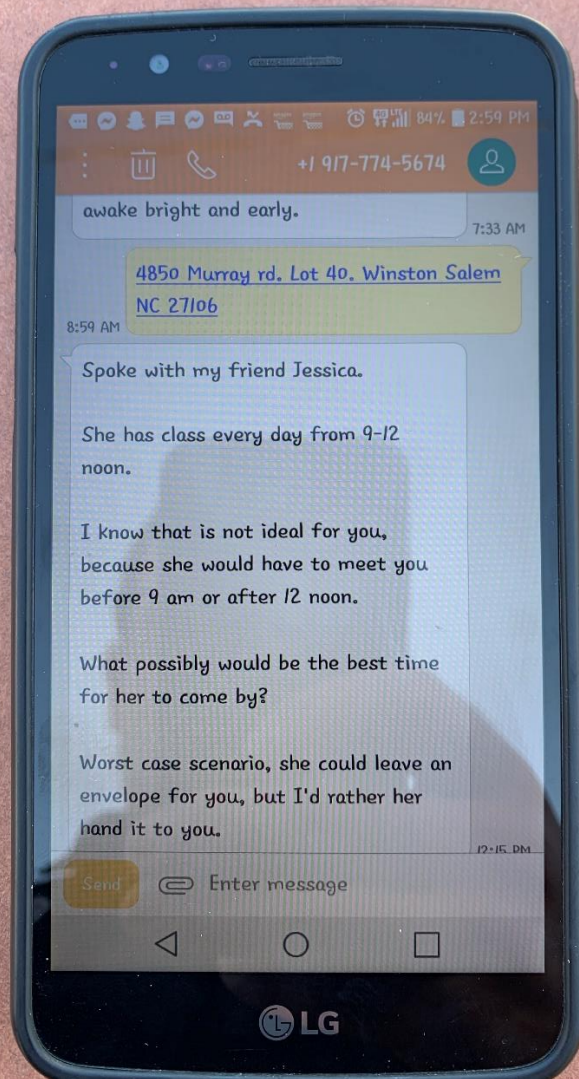 84% 2:59 PM
+1 917-774-5674
awake bright and early.
7:33 AM
4850 Murray rd. Lot 40. Winston Salem
NC 27106
8:59 AM
Spoke with my friend Jessica.
She has class every day from 9-12
noon.
I know that is not ideal for you,
because she would have to meet you
before 9 am or after 12 noon.
What possibly would be the best time
for her to come by?
Worst case scenario, she could leave an
envelope for you, but I'd rather her
hand it to you.
12:15 PM
Send Enter message
LG